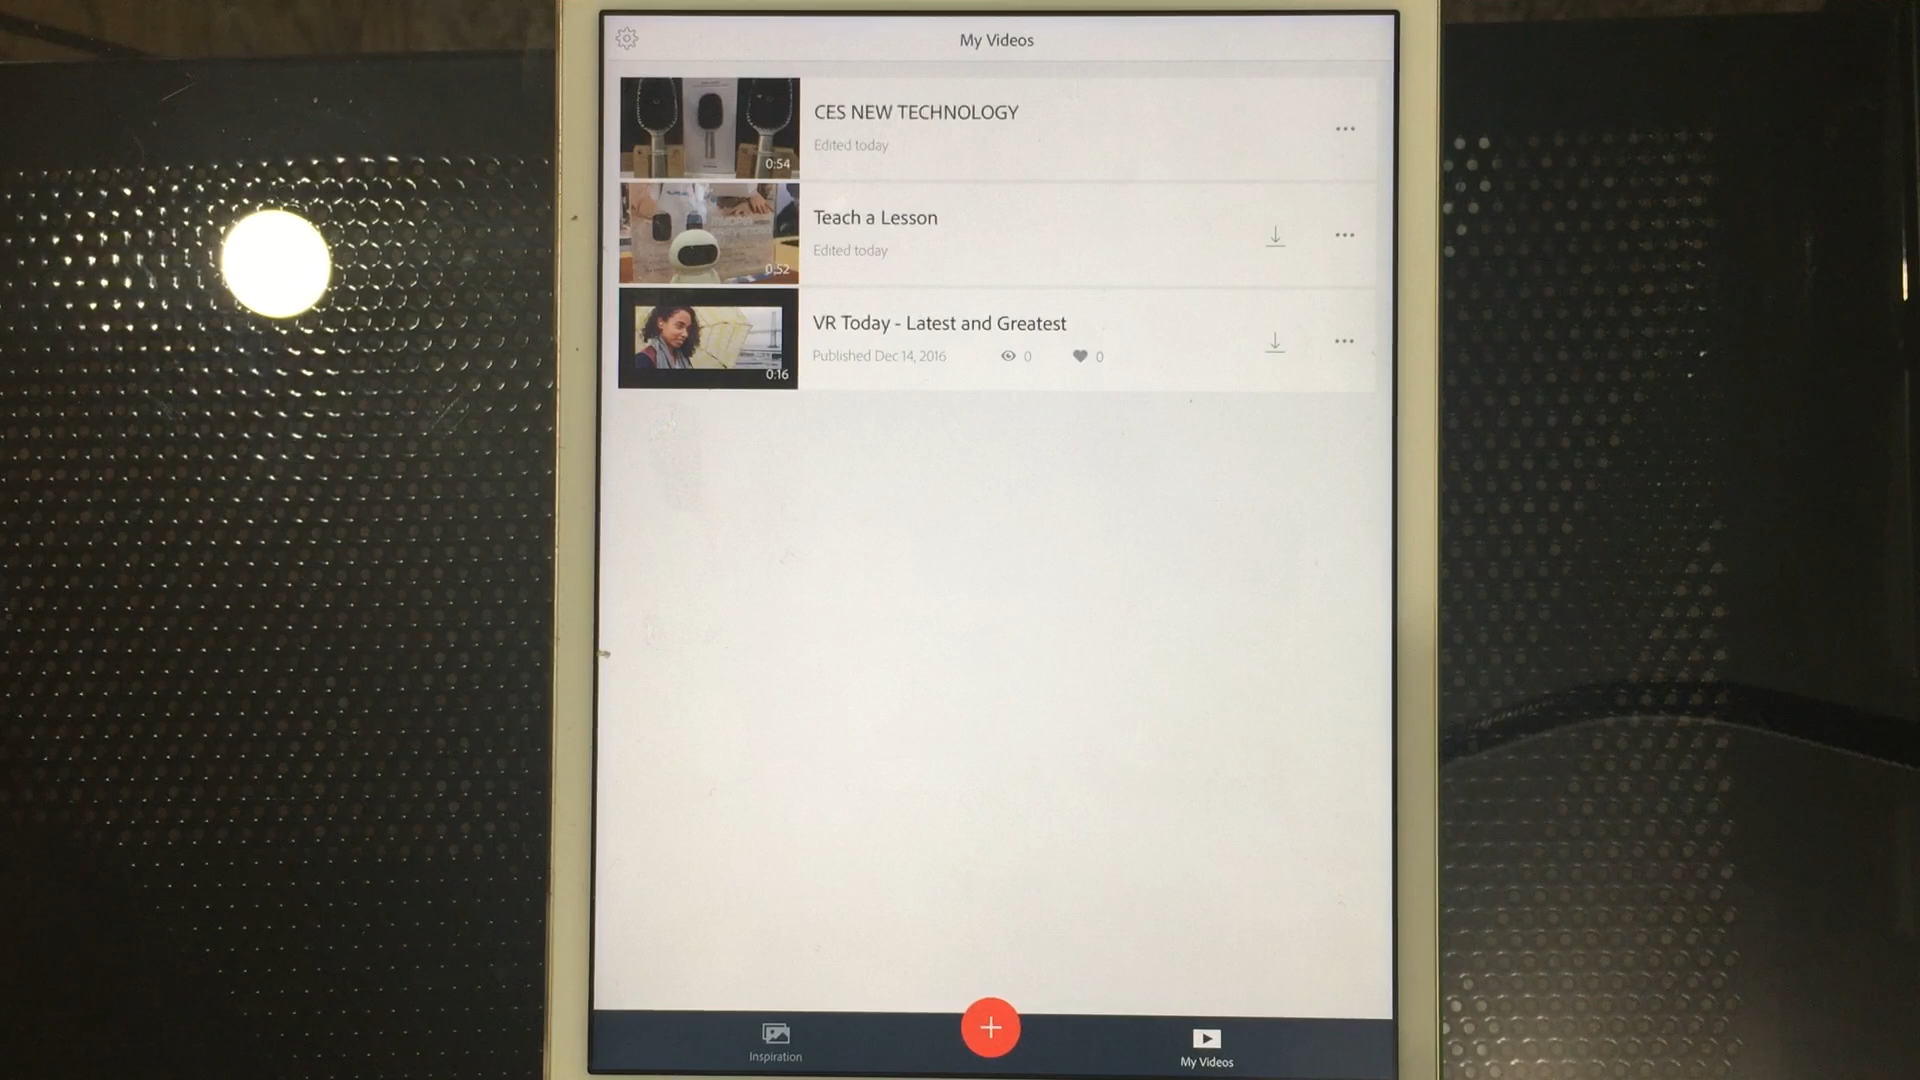 My Videos
CES NEW TECHNOLOGY
Edited today
0:54
Teach a Lesson
Edited today
0:52
VR Today - Latest and Greatest
Published Dec 14, 2016 0 0
0:16
Inspiration
My Videos